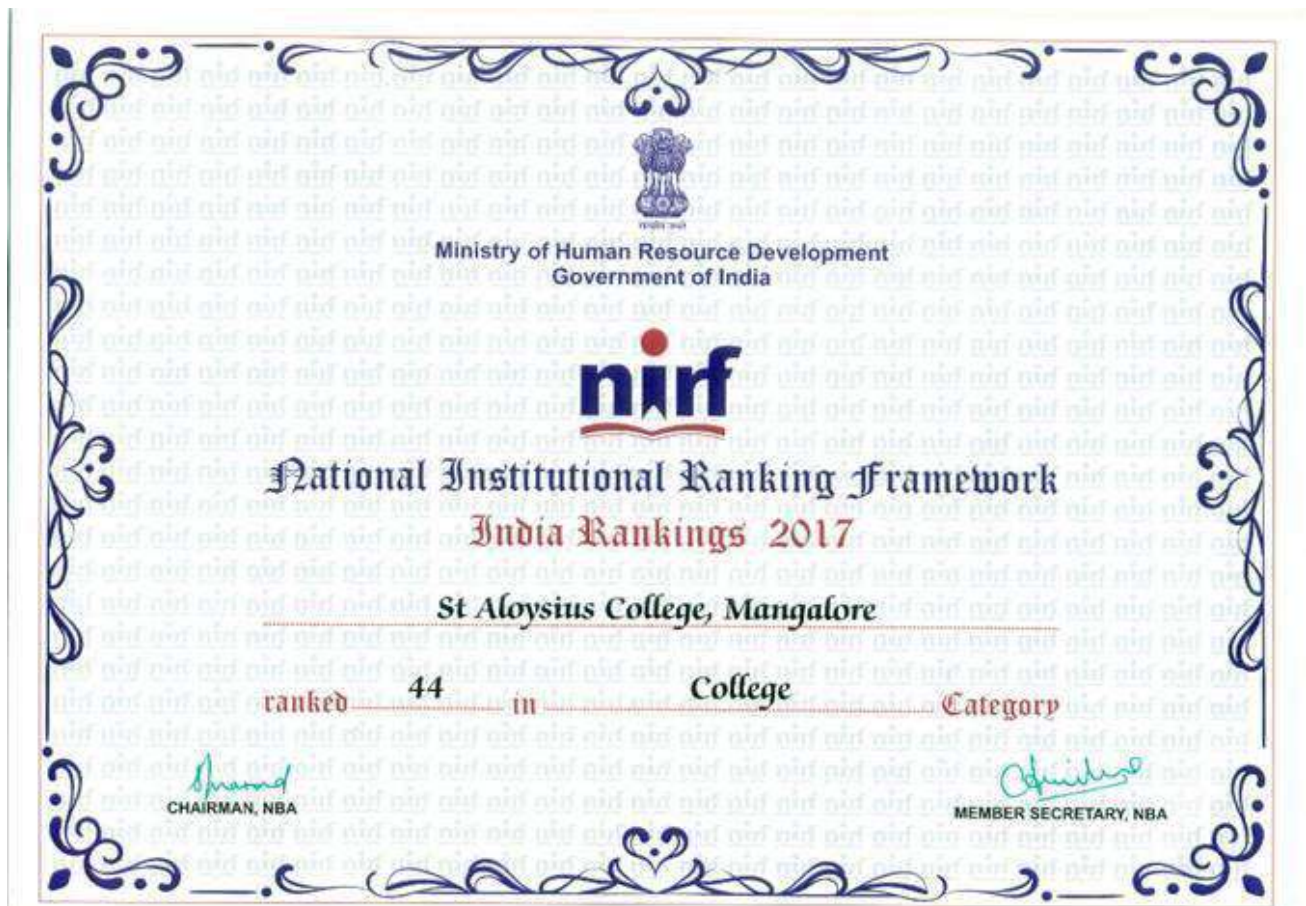 Ministry of Human Resource Development
Government of India
nirf
National Institutional Ranking Framework
India Rankings 2017
St Aloysius College, Mangalore
ranked 44 in College Category
CHAIRMAN, NBA
MEMBER SECRETARY, NBA